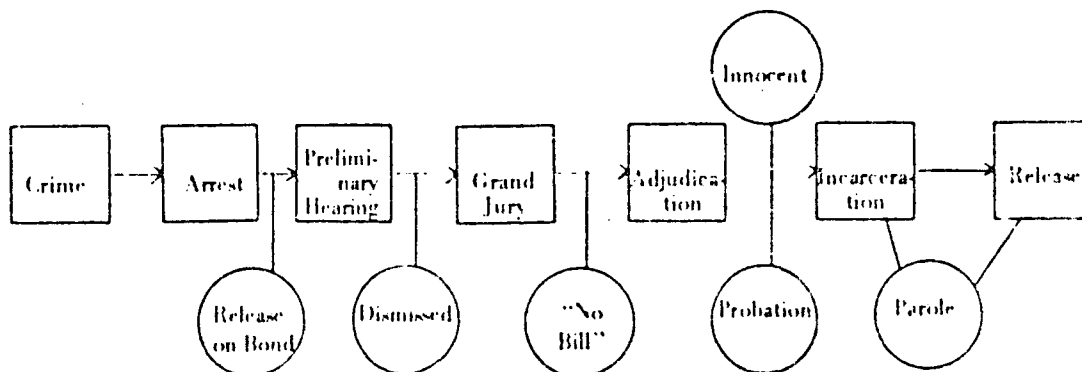 Innocent
Crime
Arrest
Prelimi-
nary
Hearing
Grand
Jury
Adjudica-
tion
Incarcera-
tion
Release
Release
on Bond
Dismissed
“No
Bill”
Probation
Parole